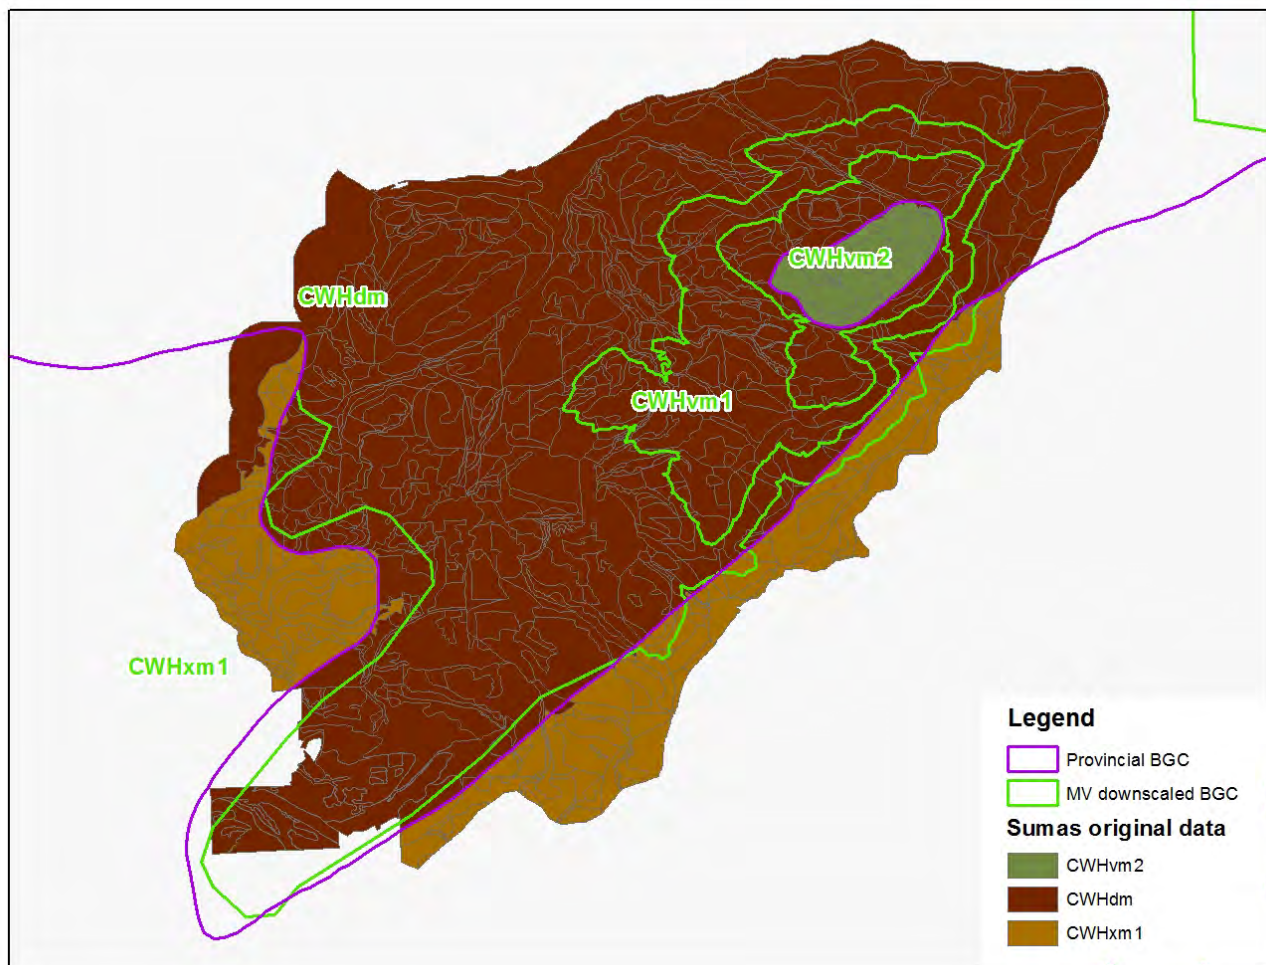 CWHvm2
CWHdm
CWHvm1
CWHxm1
Legend
Provincial BGC
MV downscaled BGC
Sumas original data
CWHvm2
CWHdm
CWHxm1